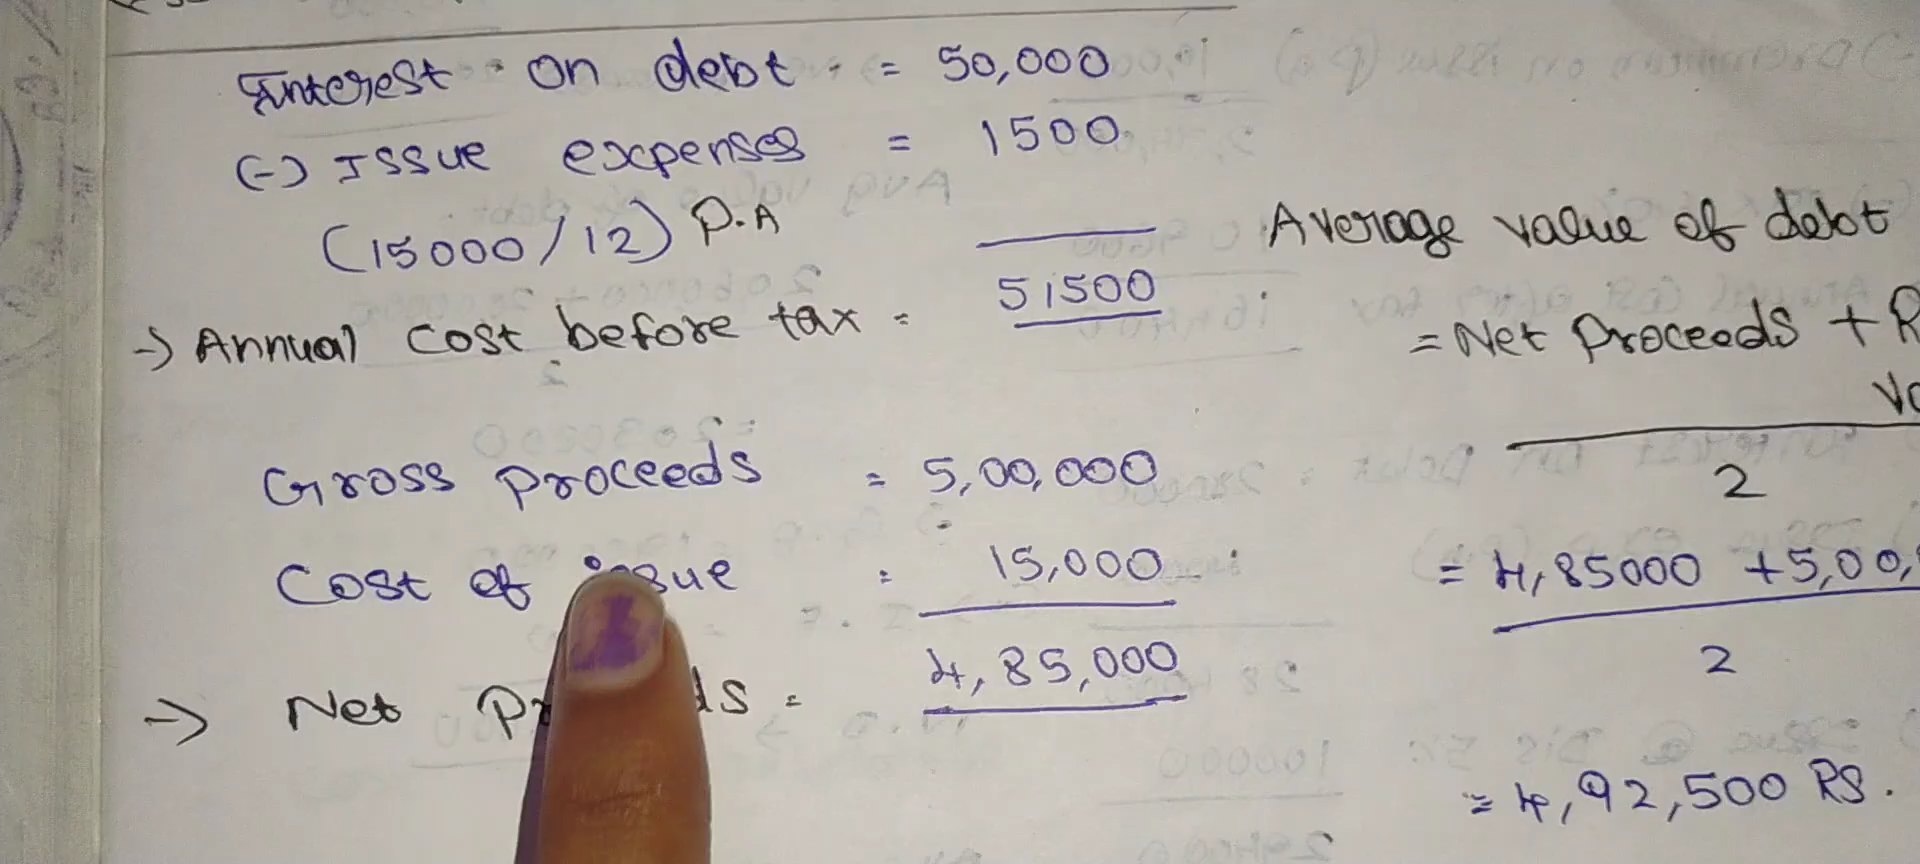 Interest on debt = 50,000
(-) Issue expenses = 1500
(15000/12) P.A
51500
-> Annual cost before tax =
Gross proceeds = 5,00,000
Cost of issue = 15,000
4,85,000
-> Net =
Average value of debt
= Net Proceeds +
2
= 4,85000 +5,00,
2
= 4,92,500 RS.